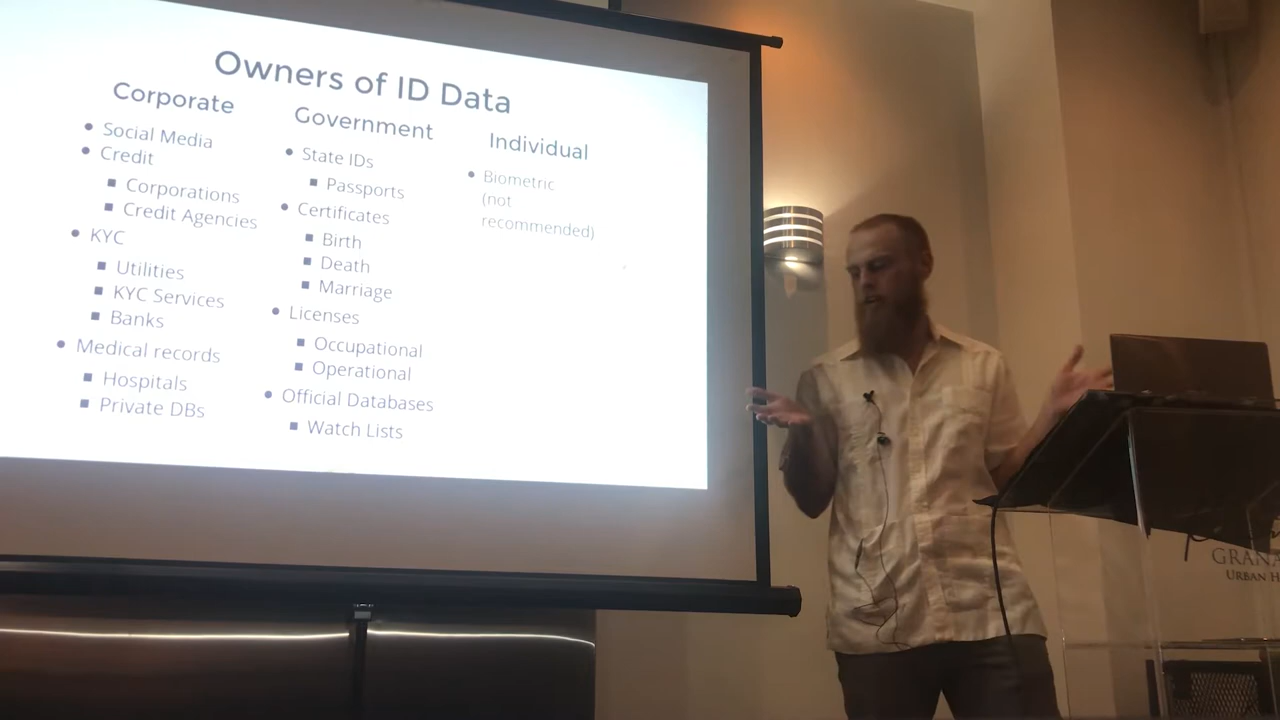 Owners of ID Data
Corporate
• Social Media
• Credit
▪ Corporations
▪ Credit Agencies
• KYC
▪ Utilities
▪ KYC Services
▪ Banks
• Medical records
▪ Hospitals
▪ Private DBs
Government
• State IDs
▪ Passports
• Certificates
▪ Birth
▪ Death
▪ Marriage
• Licenses
▪ Occupational
▪ Operational
• Official Databases
▪ Watch Lists
Individual
• Biometric
(not
recommended)
URBAN